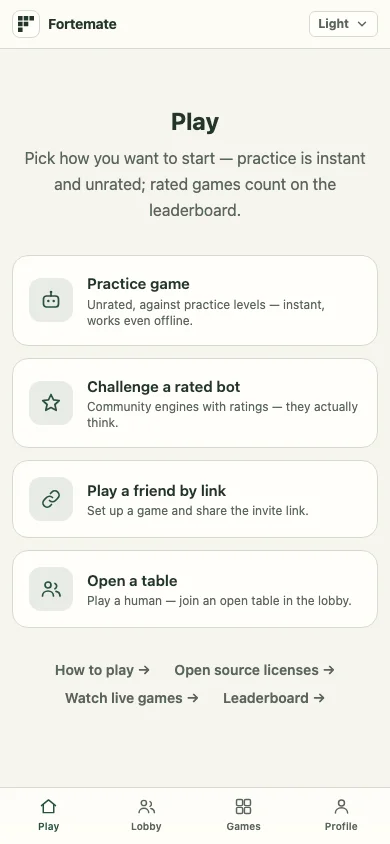 Fortemate
Light
Play
Pick how you want to start — practice is instant
and unrated; rated games count on the
leaderboard.
Practice game
Unrated, against practice levels — instant,
works even offline.
Challenge a rated bot
Community engines with ratings — they actually
think.
Play a friend by link
Set up a game and share the invite link.
Open a table
Play a human — join an open table in the lobby.
How to play → Open source licenses →
Watch live games → Leaderboard →
Play Lobby Games Profile